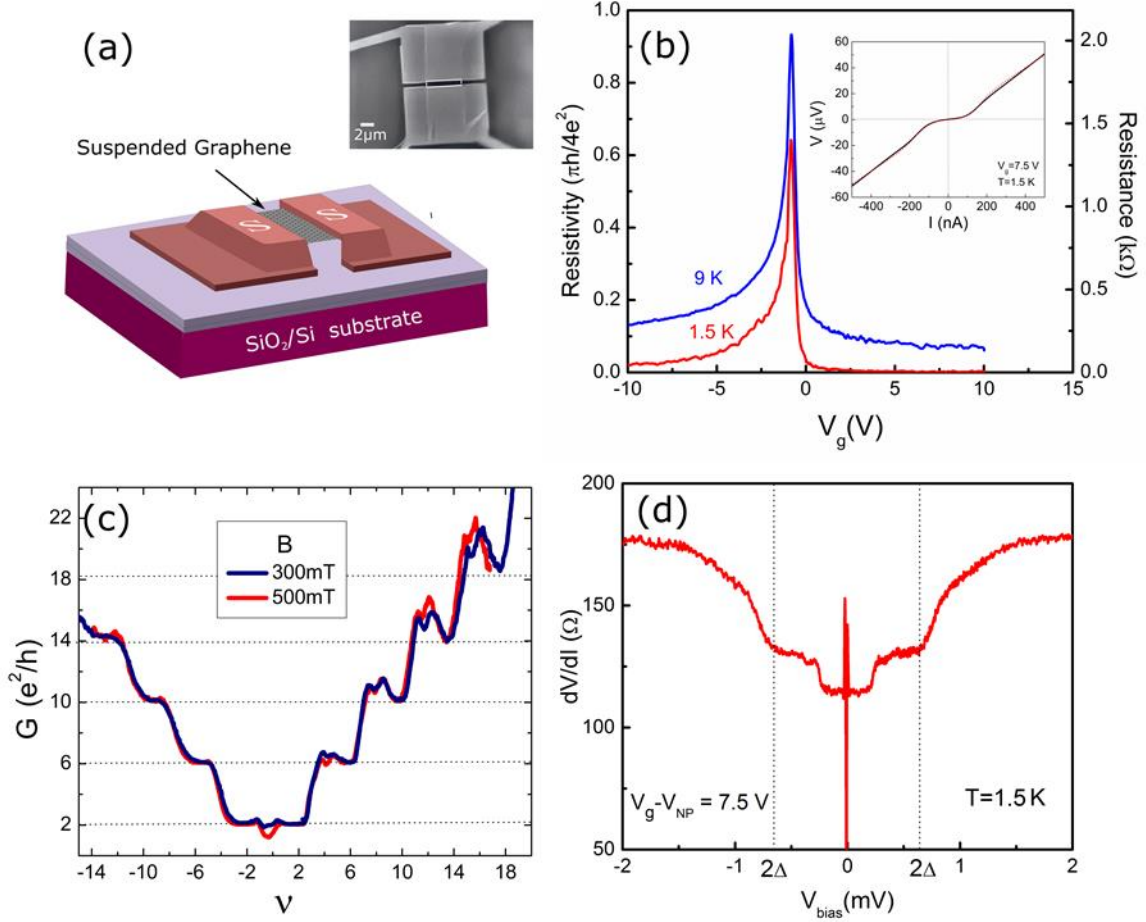 (a)
2μm
Suspended Graphene
S
S
SiO2/Si substrate
(b)
Resistivity (πh/4e²)
1.0
0.8
0.6
0.4
0.2
0.0
-10
-5
0
5
10
15
Vg(V)
2.0
1.5
1.0
0.5
0.0
Resistance (kΩ)
9 K
1.5 K
V (μV)
60
40
20
0
-20
-40
-60
-400
-200
0
200
400
I (nA)
Vg=7.5 V
T=1.5 K
(c)
G (e²/h)
22
18
14
10
6
2
-14
-10
-6
-2
2
6
10
14
18
ν
B
300mT
500mT
(d)
dV/dI (Ω)
200
150
100
50
Vg-VNP = 7.5 V
T=1.5 K
-2
-1
2Δ
0
2Δ
1
2
Vbias(mV)